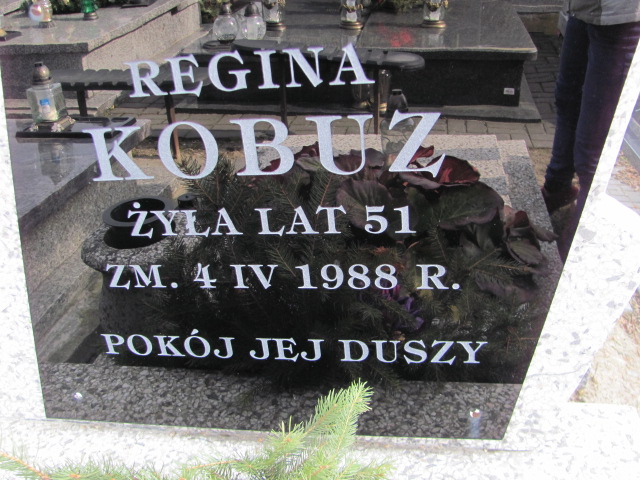 REGINA
KOBUZ
ŻYŁA LAT 51
ZM. 4 IV 1988 R.
POKÓJ JEJ DUSZY